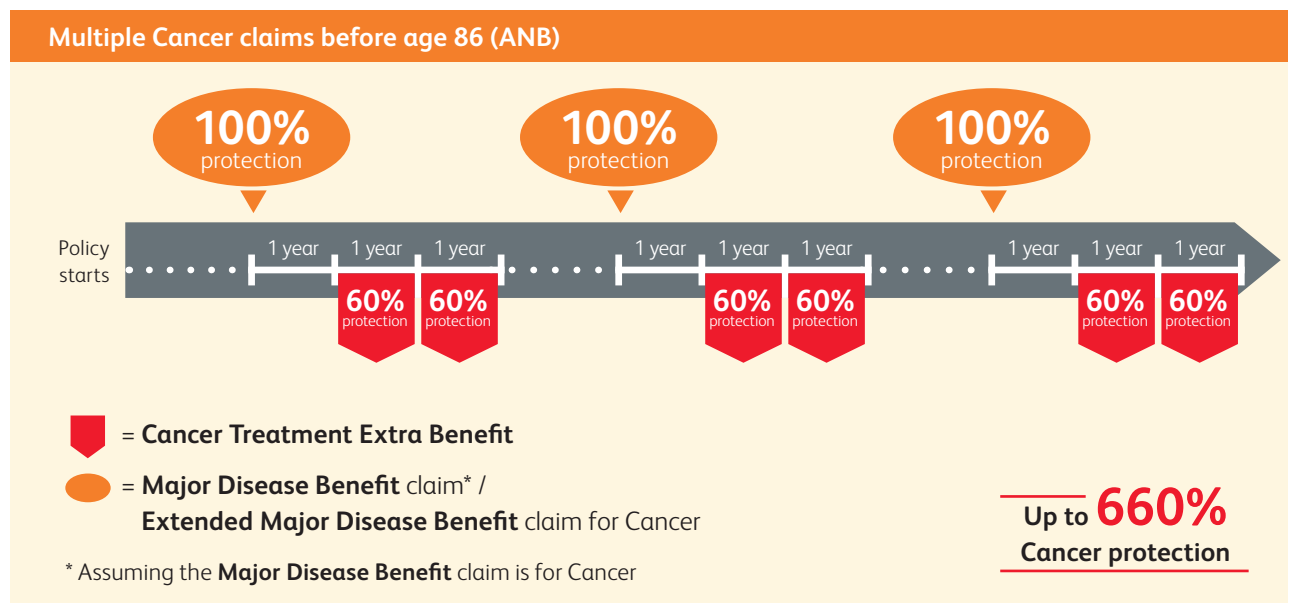 Multiple Cancer claims before age 86 (ANB)
100%
protection
100%
protection
100%
protection
Policy
starts
1 year
1 year
1 year
1 year
1 year
1 year
1 year
1 year
1 year
60%
protection
60%
protection
60%
protection
60%
protection
60%
protection
60%
protection
= Cancer Treatment Extra Benefit
= Major Disease Benefit claim* /
Extended Major Disease Benefit claim for Cancer
* Assuming the Major Disease Benefit claim is for Cancer
Up to 660%
Cancer protection